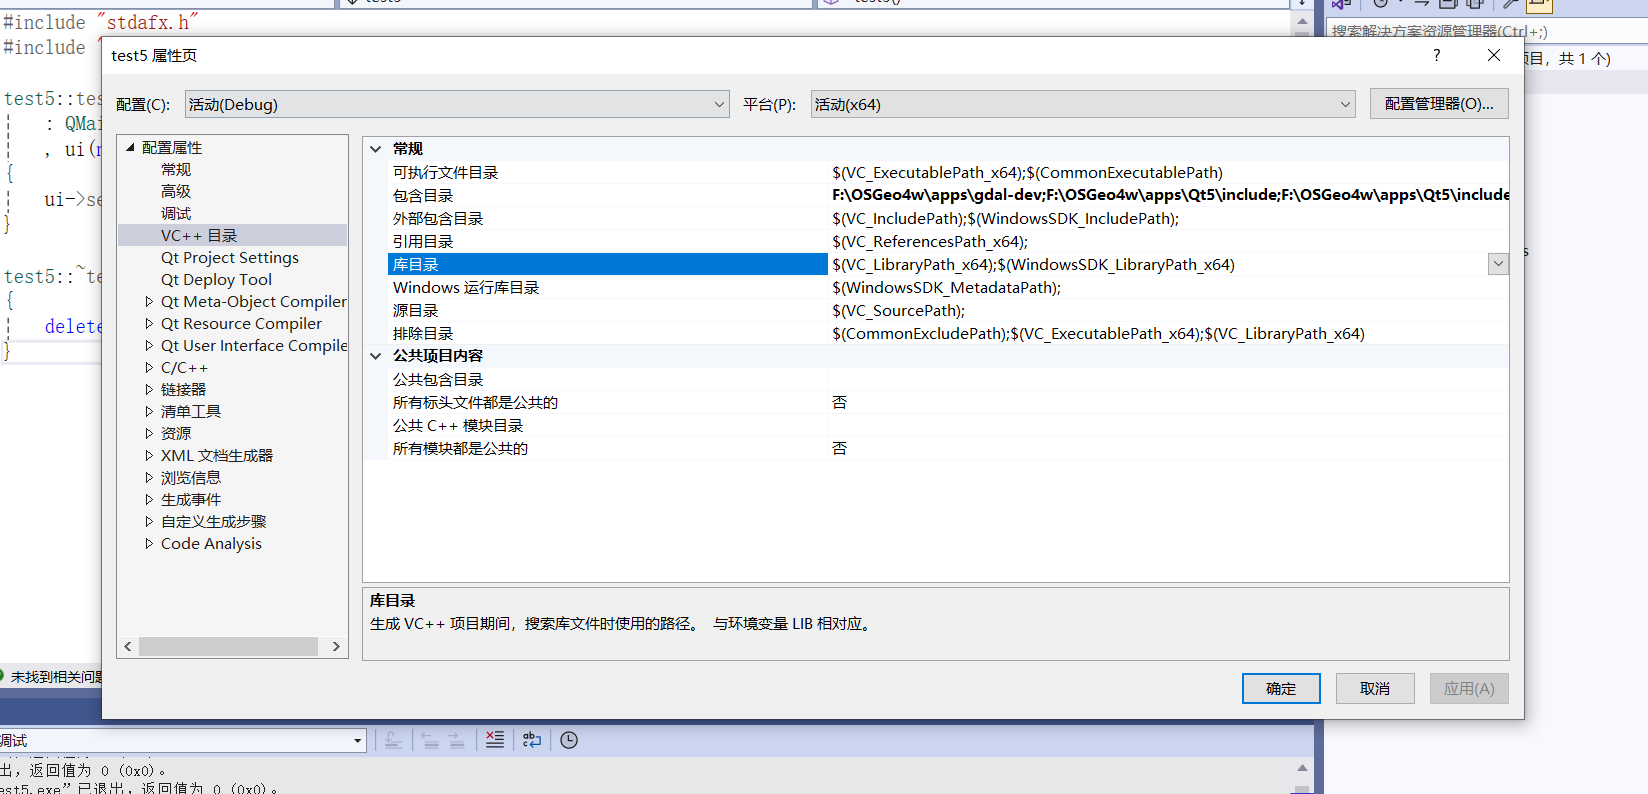 #include "stdafx.h"
#include "
搜索解决方案资源管理器(Ctrl+;)
test5 属性页
?
项目，共 1 个)
配置(C):
活动(Debug)
平台(P):
活动(x64)
配置管理器(O)...
test5::tes
: QMai
, ui(n
{
ui->se
}
test5::~te
{
delete
}
配置属性
常规
高级
调试
VC++ 目录
Qt Project Settings
Qt Deploy Tool
Qt Meta-Object Compiler
Qt Resource Compiler
Qt User Interface Compile
C/C++
链接器
清单工具
资源
XML 文档生成器
浏览信息
生成事件
自定义生成步骤
Code Analysis
常规
可执行文件目录 $(VC_ExecutablePath_x64);$(CommonExecutablePath)
包含目录 F:\OSGeo4w\apps\gdal-dev;F:\OSGeo4w\apps\Qt5\include;F:\OSGeo4w\apps\Qt5\include
外部包含目录 $(VC_IncludePath);$(WindowsSDK_IncludePath);
引用目录 $(VC_ReferencesPath_x64);
库目录 $(VC_LibraryPath_x64);$(WindowsSDK_LibraryPath_x64)
Windows 运行库目录 $(WindowsSDK_MetadataPath);
源目录 $(VC_SourcePath);
排除目录 $(CommonExcludePath);$(VC_ExecutablePath_x64);$(VC_LibraryPath_x64)
公共项目内容
公共包含目录
所有标头文件都是公共的 否
公共 C++ 模块目录
所有模块都是公共的 否
库目录
生成 VC++ 项目期间，搜索库文件时使用的路径。 与环境变量 LIB 相对应。
确定
取消
应用(A)
未找到相关问题
调试
出，返回值为 0 (0x0)。
est5.exe”已退出，返回值为 0 (0x0)。